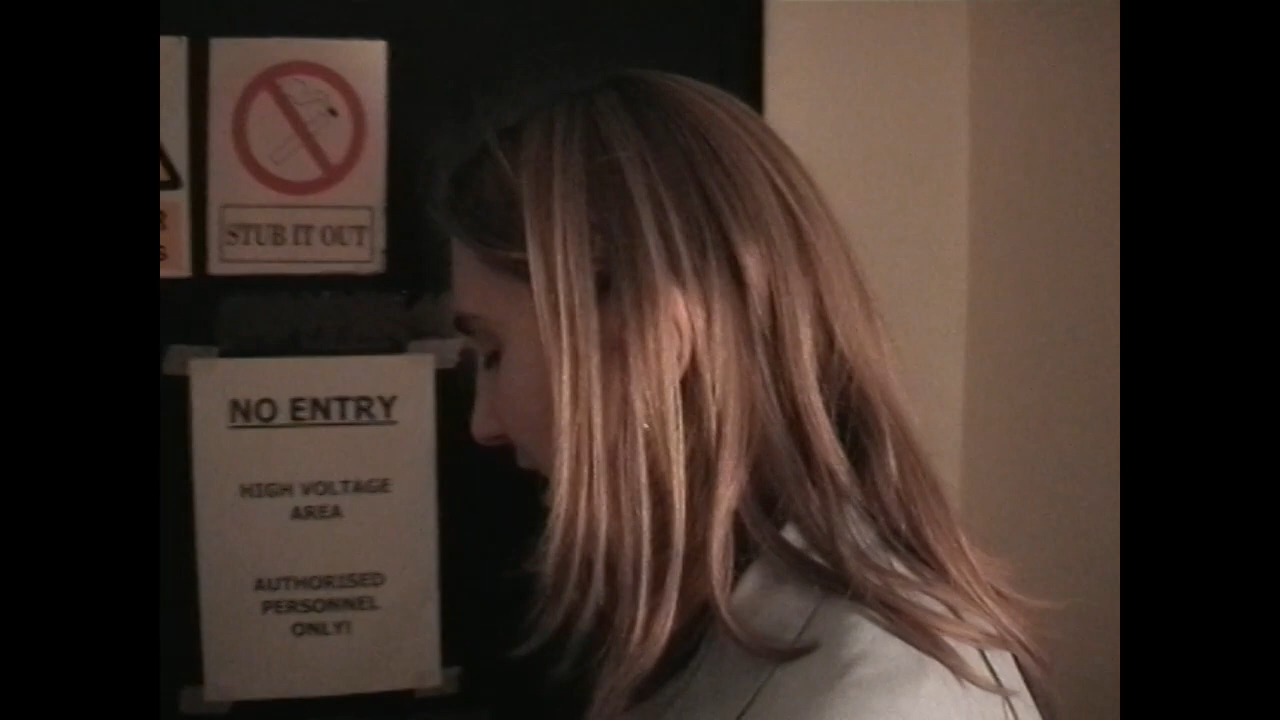 STUB IT OUT
NO ENTRY
HIGH VOLTAGE
AREA
AUTHORISED
PERSONNEL
ONLY!